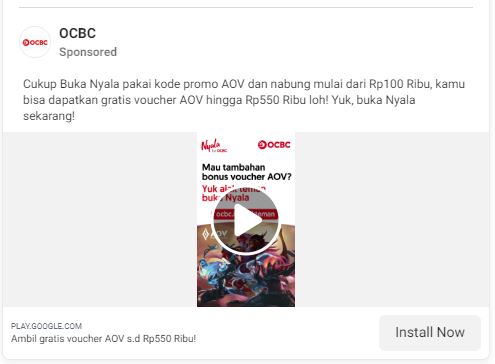 OCBC
OCBC
Sponsored
Cukup Buka Nyala pakai kode promo AOV dan nabung mulai dari Rp100 Ribu, kamu
bisa dapatkan gratis voucher AOV hingga Rp550 Ribu loh! Yuk, buka Nyala
sekarang!
Nyala
by OCBC
OCBC
Mau tambahan
bonus voucher AOV?
Yuk ajak teman
buka Nyala
AOV
PLAY.GOOGLE.COM
Ambil gratis voucher AOV s.d Rp550 Ribu!
Install Now